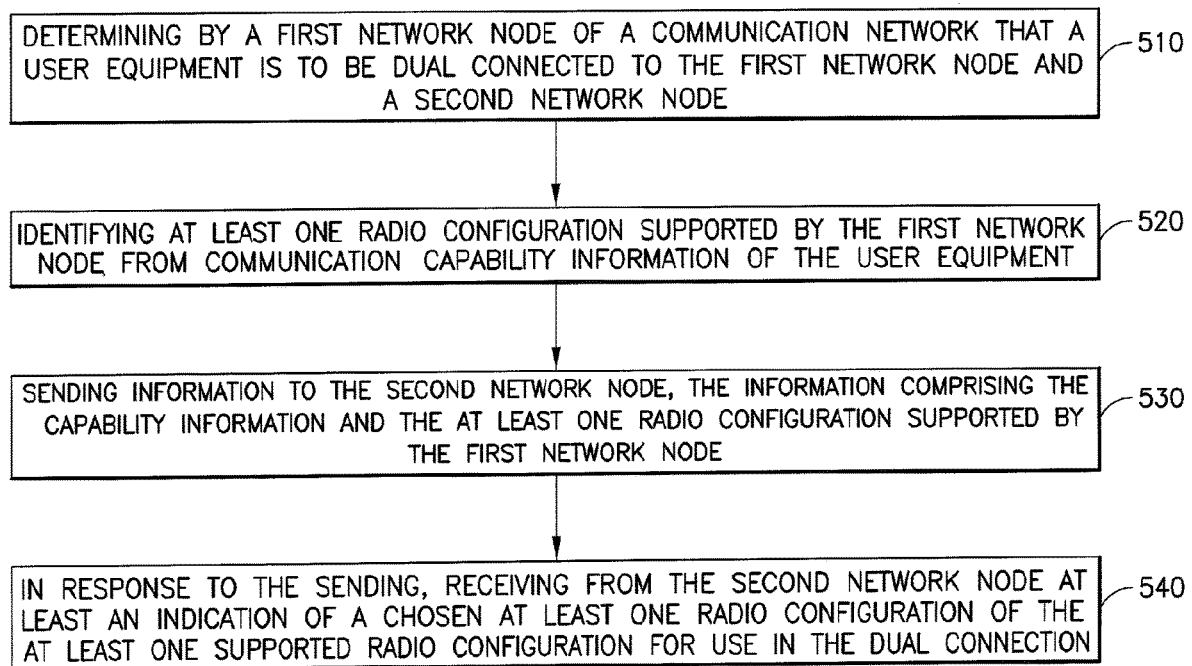 DETERMINING BY A FIRST NETWORK NODE OF A COMMUNICATION NETWORK THAT A
USER EQUIPMENT IS TO BE DUAL CONNECTED TO THE FIRST NETWORK NODE AND
A SECOND NETWORK NODE
510
IDENTIFYING AT LEAST ONE RADIO CONFIGURATION SUPPORTED BY THE FIRST NETWORK
NODE FROM COMMUNICATION CAPABILITY INFORMATION OF THE USER EQUIPMENT
520
SENDING INFORMATION TO THE SECOND NETWORK NODE, THE INFORMATION COMPRISING THE
CAPABILITY INFORMATION AND THE AT LEAST ONE RADIO CONFIGURATION SUPPORTED BY
THE FIRST NETWORK NODE
530
IN RESPONSE TO THE SENDING, RECEIVING FROM THE SECOND NETWORK NODE AT
LEAST AN INDICATION OF A CHOSEN AT LEAST ONE RADIO CONFIGURATION OF THE
AT LEAST ONE SUPPORTED RADIO CONFIGURATION FOR USE IN THE DUAL CONNECTION
540